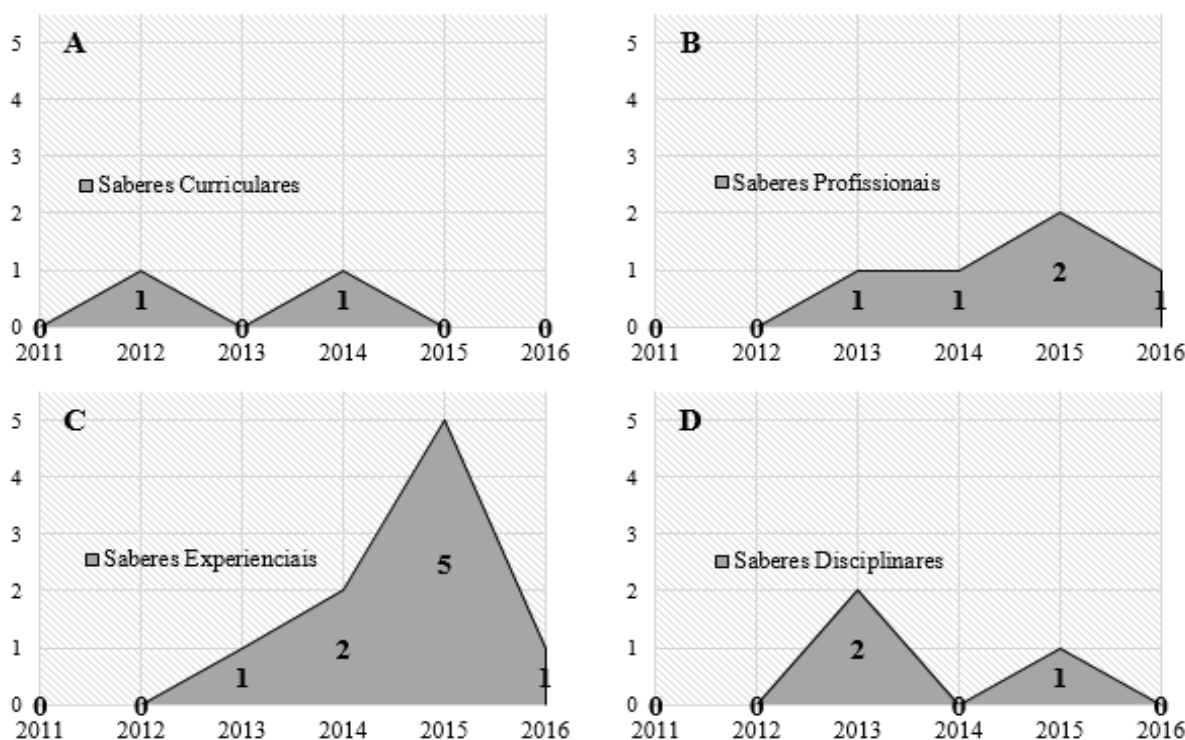 A
5
4
3
2
1
0
Saberes Curriculares
0 1 0 1 0 0
2011 2012 2013 2014 2015 2016
B
5
4
3
2
1
0
Saberes Profissionais
0 0 1 1 2 1
2011 2012 2013 2014 2015 2016
C
5
4
3
2
1
0
Saberes Experienciais
0 0 1 2 5 1
2011 2012 2013 2014 2015 2016
D
5
4
3
2
1
0
Saberes Disciplinares
0 0 2 0 1 0
2011 2012 2013 2014 2015 2016